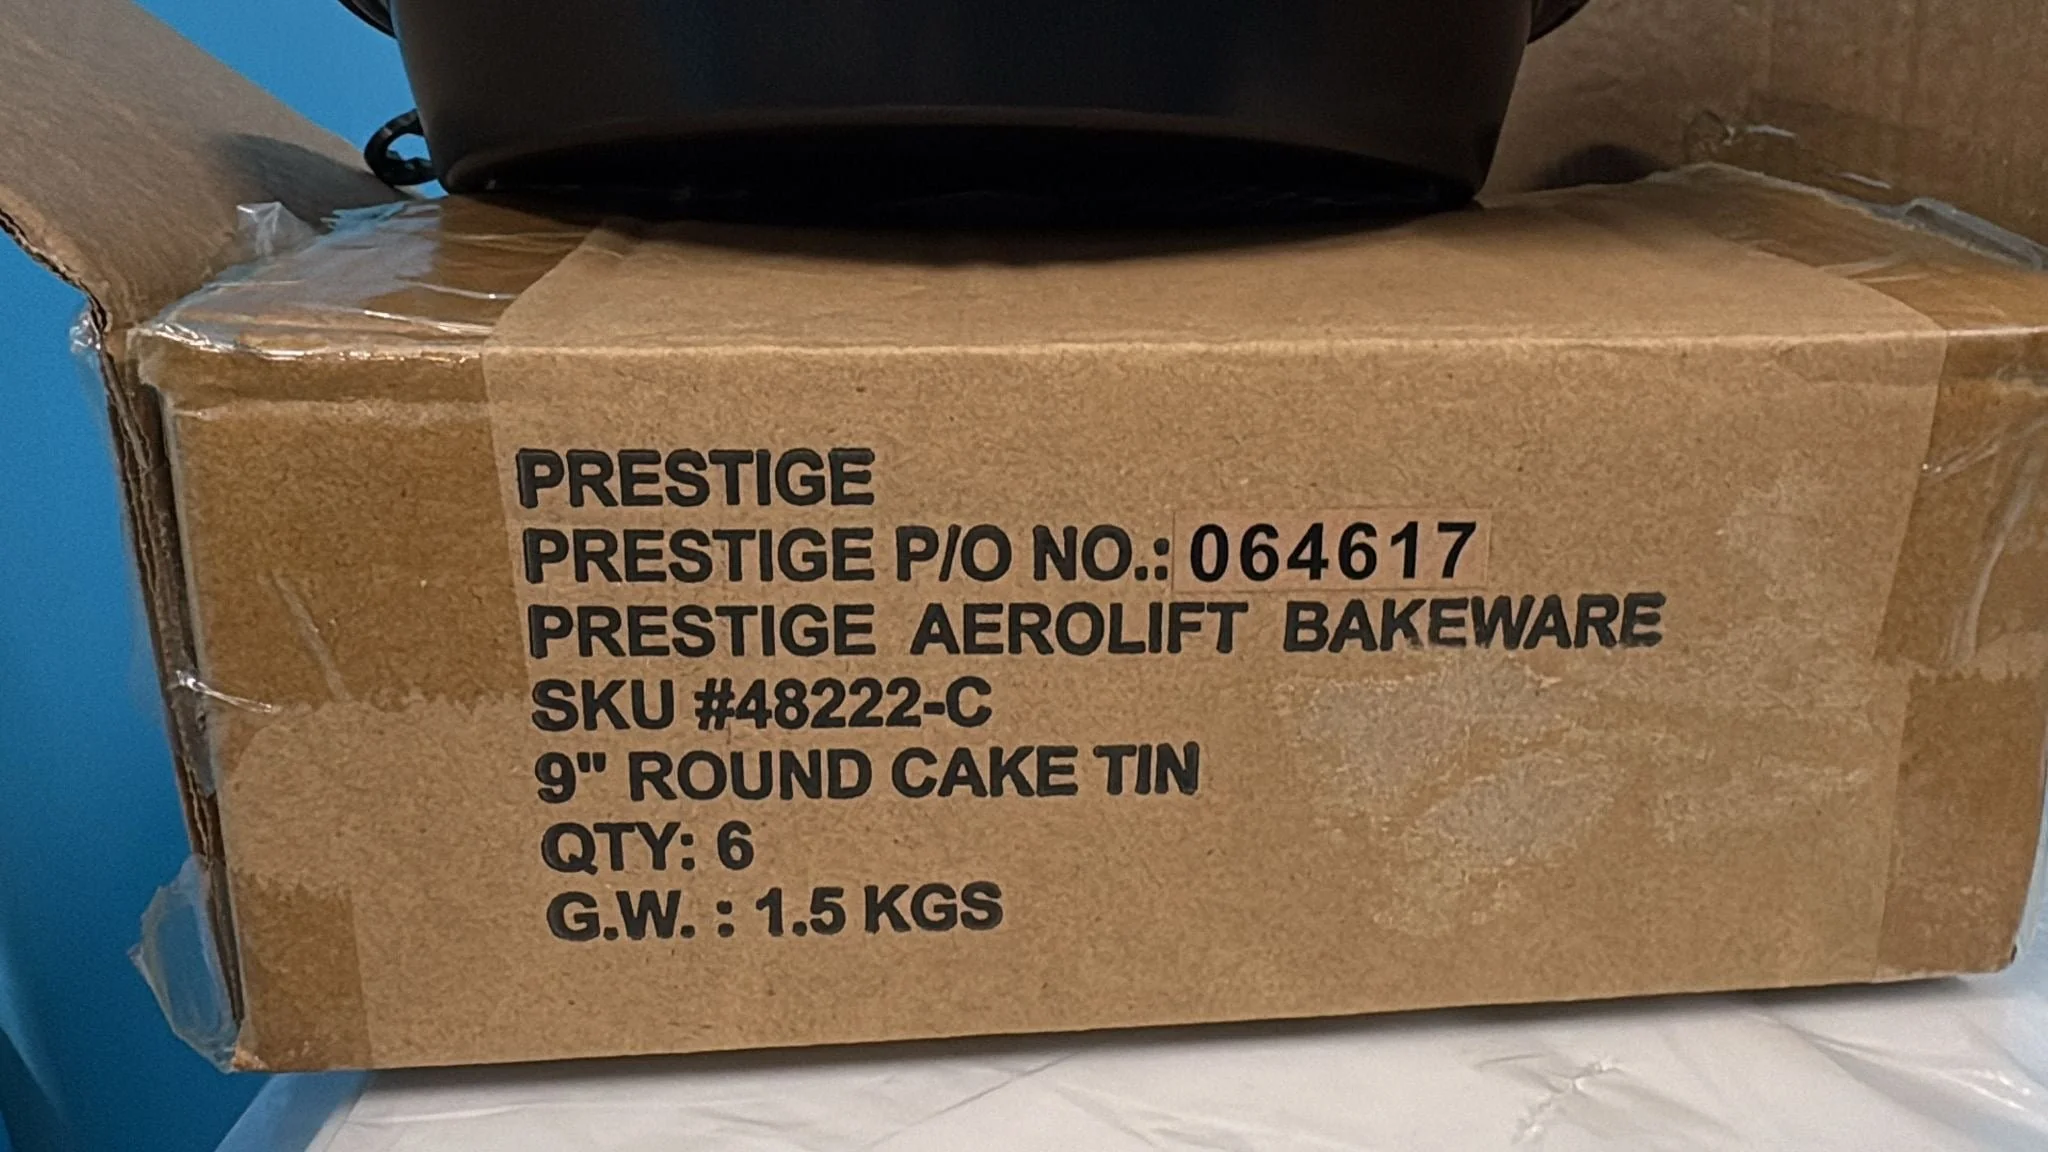 PRESTIGE
PRESTIGE P/O NO.: 064617
PRESTIGE AEROLIFT BAKEWARE
SKU #48222-C
9" ROUND CAKE TIN
QTY: 6
G.W. : 1.5 KGS